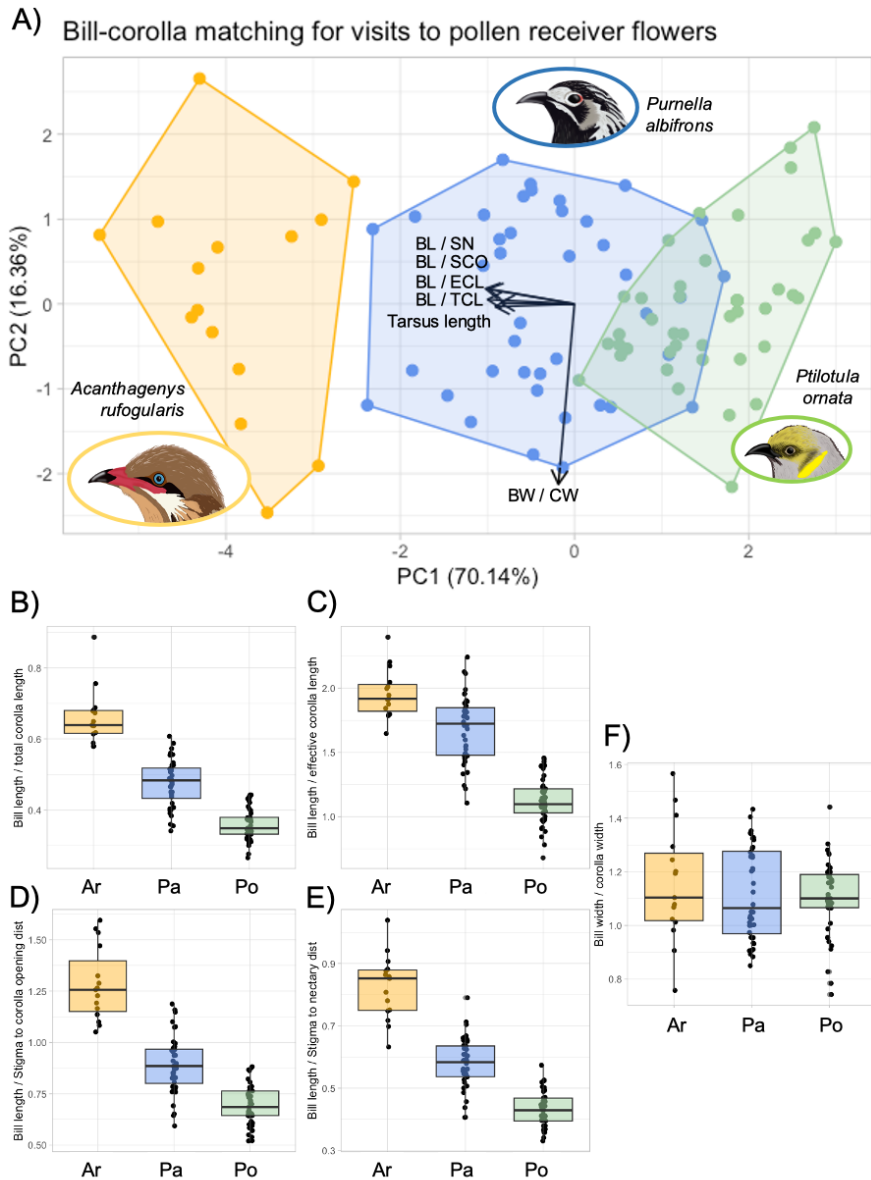 A)
Bill-corolla matching for visits to pollen receiver flowers
Purnella
albifrons
2
1
0
-1
-2
PC2 (16.36%)
BL / SN
BL / SCO
BL / ECL
BL / TCL
Tarsus length
Acanthagenys
rufogularis
Ptilotula
ornata
BW / CW
-4
-2
0
2
PC1 (70.14%)
B)
Bill length / total corolla length
0.8
0.6
0.4
Ar
Pa
Po
C)
Bill length / effective corolla length
2.0
1.5
1.0
Ar
Pa
Po
D)
Bill length / Stigma to corolla opening dist
1.50
1.25
1.00
0.75
0.50
Ar
Pa
Po
E)
Bill length / Stigma to nectary dist
0.9
0.7
0.5
0.3
Ar
Pa
Po
F)
Bill width / corolla width
1.6
1.4
1.2
1.0
0.8
Ar
Pa
Po